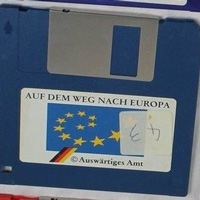 AUF DEM WEG NACH EUROPA
© Auswärtiges Amt